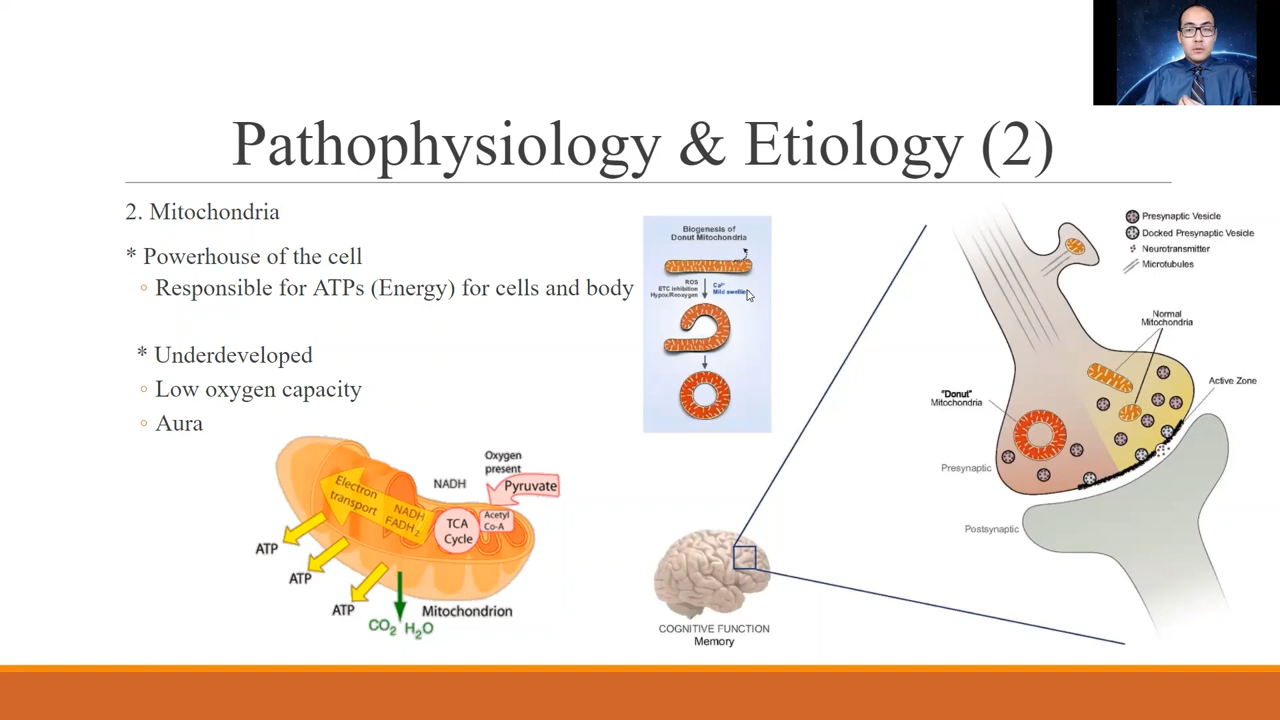 Pathophysiology & Etiology (2)
2. Mitochondria
* Powerhouse of the cell
Responsible for ATPs (Energy) for cells and body
* Underdeveloped
Low oxygen capacity
Aura
Electron
transport
NADH
FADH2
NADH
Oxygen
present
Pyruvate
Acetyl
Co-A
TCA
Cycle
ATP
ATP
ATP
Mitochondrion
CO2 H2O
Biogenesis of
Donut Mitochondria
ROS
ETC inhibition
Hypox/Reoxygen
Ca2+
Mild swelling
COGNITIVE FUNCTION
Memory
Presynaptic Vesicle
Docked Presynaptic Vesicle
Neurotransmitter
Microtubules
Normal
Mitochondria
Active Zone
"Donut"
Mitochondria
Presynaptic
Postsynaptic